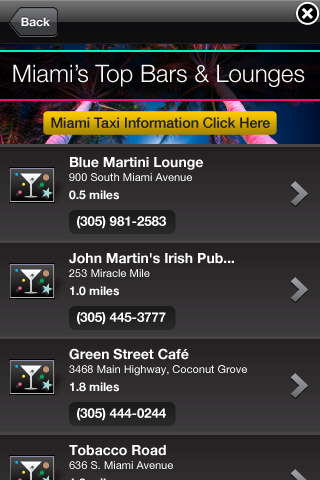 Back
Miami's Top Bars & Lounges
Miami Taxi Information Click Here
Blue Martini Lounge
900 South Miami Avenue
0.5 miles
(305) 981-2583
John Martin's Irish Pub...
253 Miracle Mile
1.0 miles
(305) 445-3777
Green Street Café
3468 Main Highway, Coconut Grove
1.8 miles
(305) 444-0244
Tobacco Road
636 S. Miami Avenue